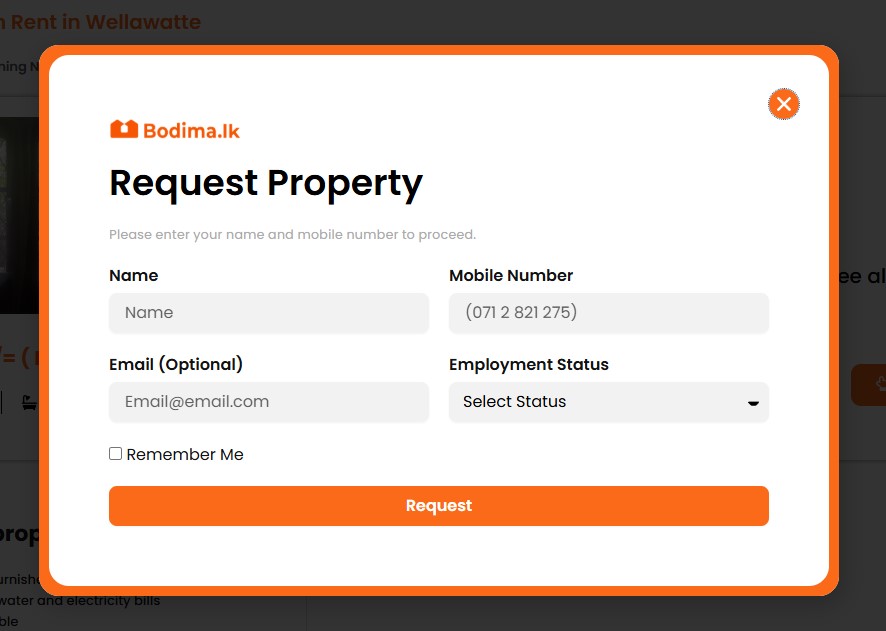 n Rent in Wellawatte
ning N
Bodima.lk
Request Property
Please enter your name and mobile number to proceed.
Name
Mobile Number
Name
(071 2 821 275)
ee al
/= (
Email (Optional)
Employment Status
Email@email.com
Select Status
Remember Me
Request
prop
urnish
water and electricity bills
ble